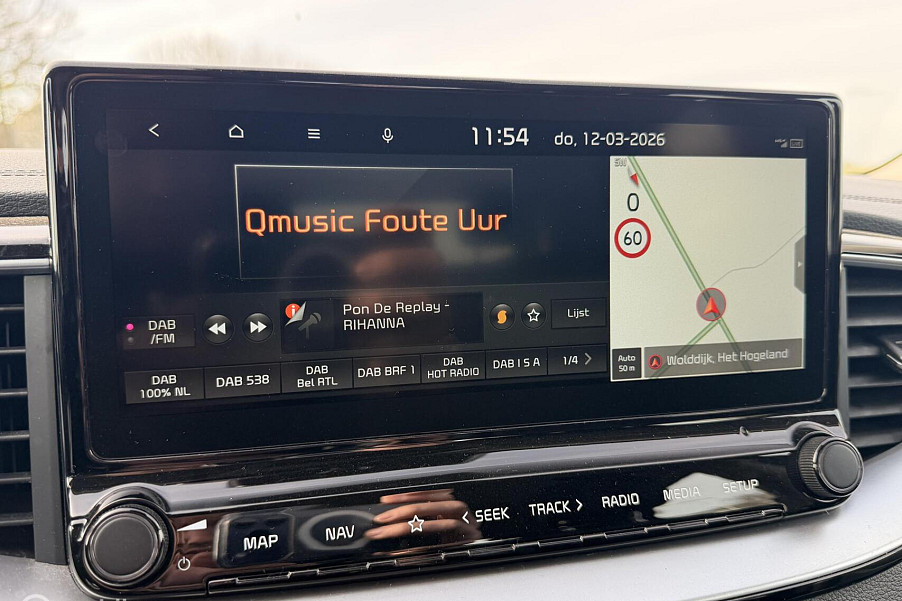 11:54 do, 12-03-2026
SW
0
60
Qmusic Foute Uur
DAB
/FM
Pon De Replay -
RIHANNA
Lijst
DAB
100% NL
DAB 538
DAB
Bel RTL
DAB BRF 1
DAB
HOT RADIO
DAB I S A
1/4 >
Auto
50 m
Wolddijk, Het Hogeland
MAP
NAV
< SEEK
TRACK >
RADIO
MEDIA
SETUP